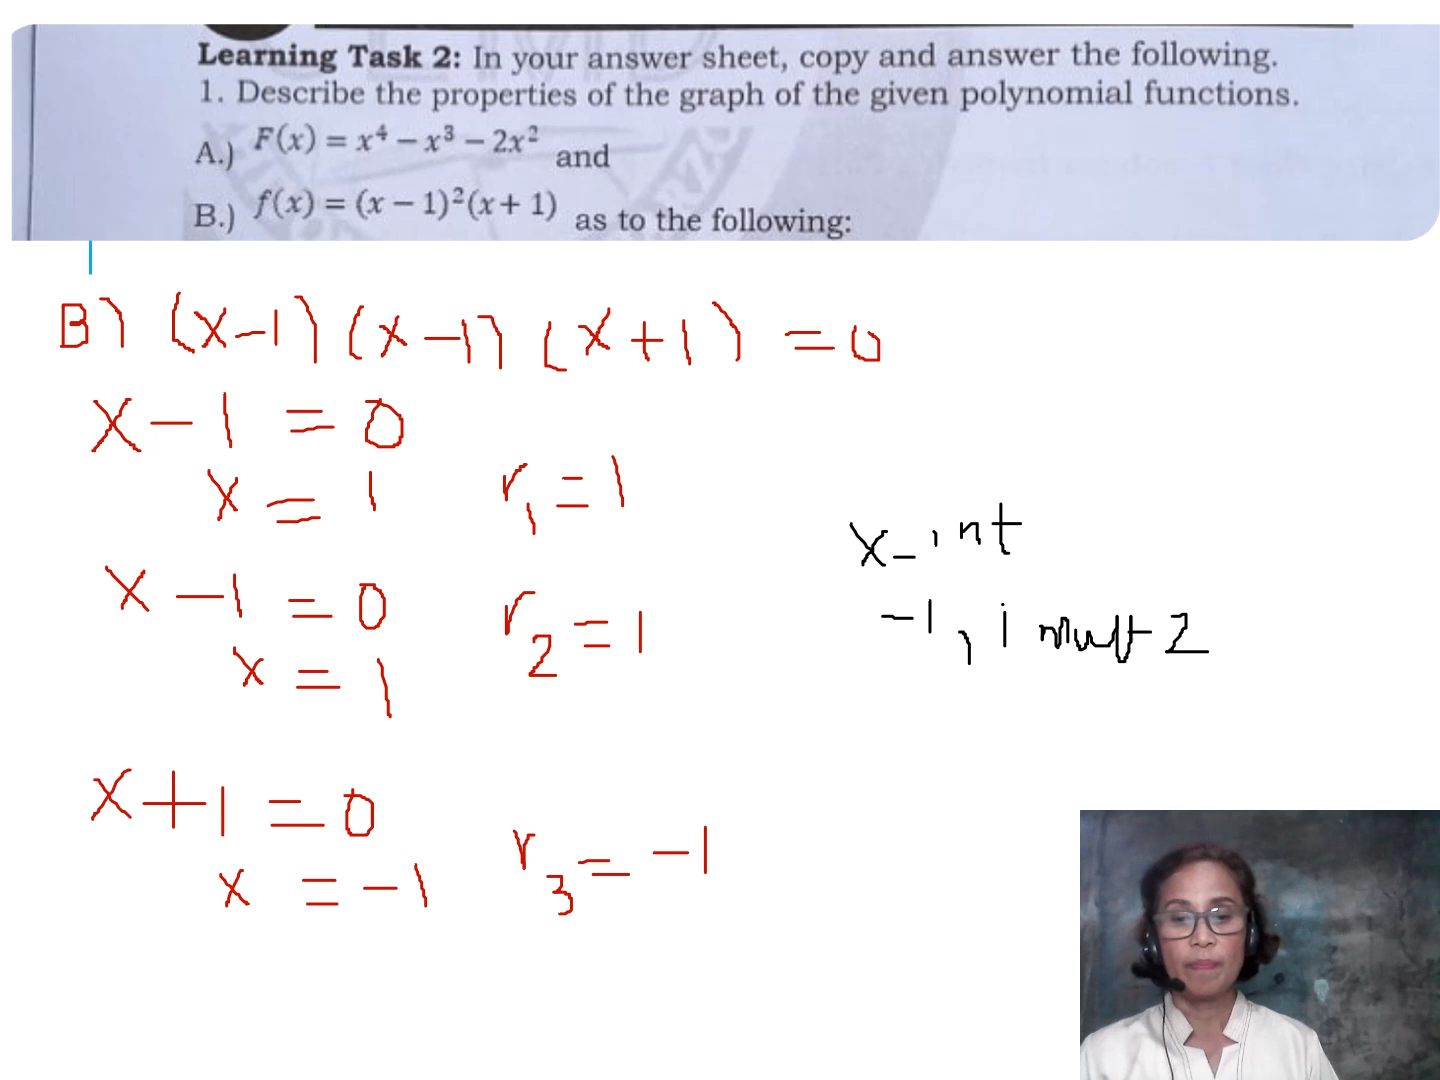 Learning Task 2: In your answer sheet, copy and answer the following.
1. Describe the properties of the graph of the given polynomial functions.
A.) F(x) = x⁴ − x³ − 2x² and
B.) f(x) = (x − 1)²(x + 1) as to the following:
B) (x-1) (x-1) (x+1) = 0
x-1 = 0
x = 1 r₁ = 1
x-1 = 0 r₂ = 1
x = 1
x+1 = 0
x = -1 r₃ = -1
x-int
-1, 1 mult 2